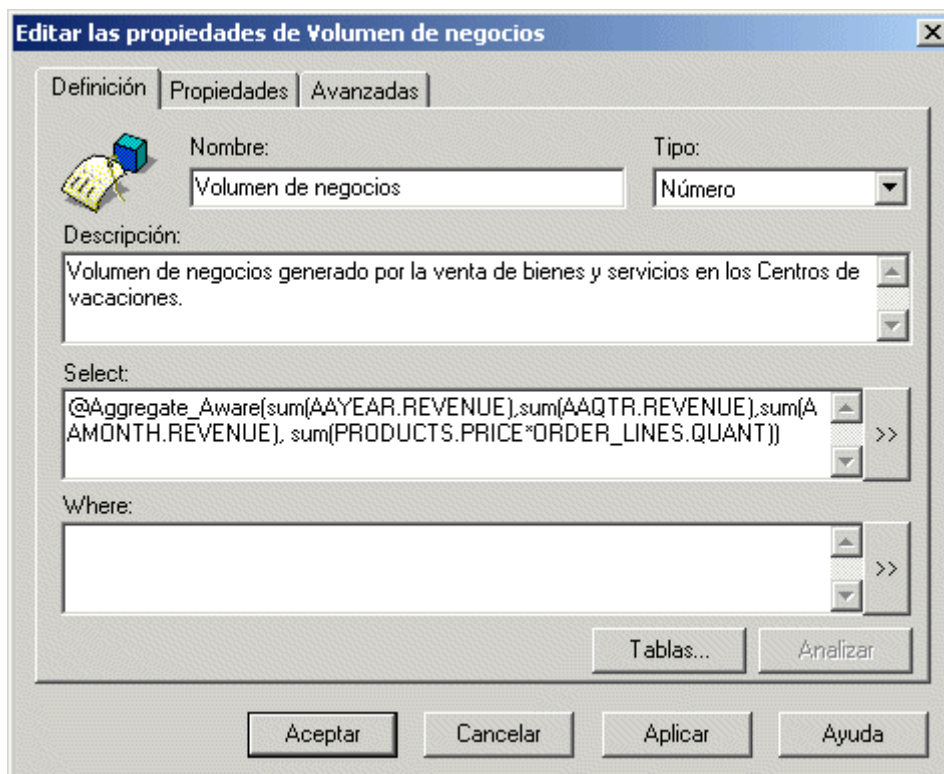 Editar las propiedades de Volumen de negocios
Definición Propiedades Avanzadas
Nombre: Tipo:
Volumen de negocios Número
Descripción:
Volumen de negocios generado por la venta de bienes y servicios en los Centros de
vacaciones.
Select:
@Aggregate_Aware(sum(AAYEAR.REVENUE),sum(AAQTR.REVENUE),sum(A
AMONTH.REVENUE), sum(PRODUCTS.PRICE*ORDER_LINES.QUANT))
>>
Where:
>>
Tablas... Analizar
Aceptar Cancelar Aplicar Ayuda